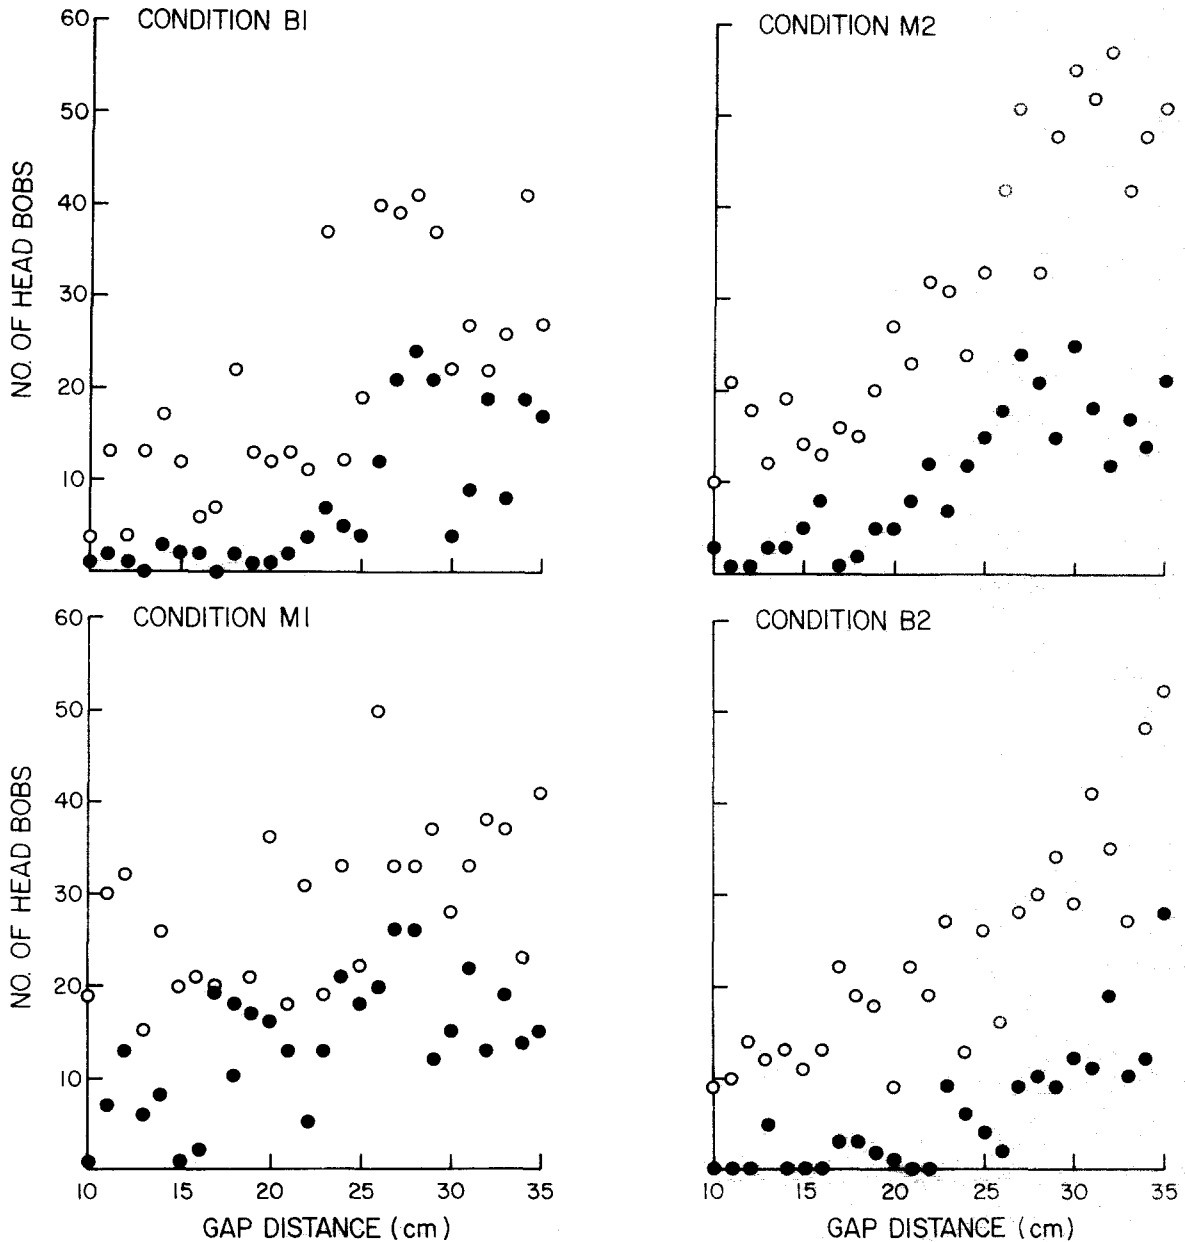 CONDITION B1
60
50
40
30
20
10
NO. OF HEAD BOBS
CONDITION M2
CONDITION M1
60
50
40
30
20
10
NO. OF HEAD BOBS
10 15 20 25 30 35
GAP DISTANCE (cm)
CONDITION B2
10 15 20 25 30 35
GAP DISTANCE (cm)